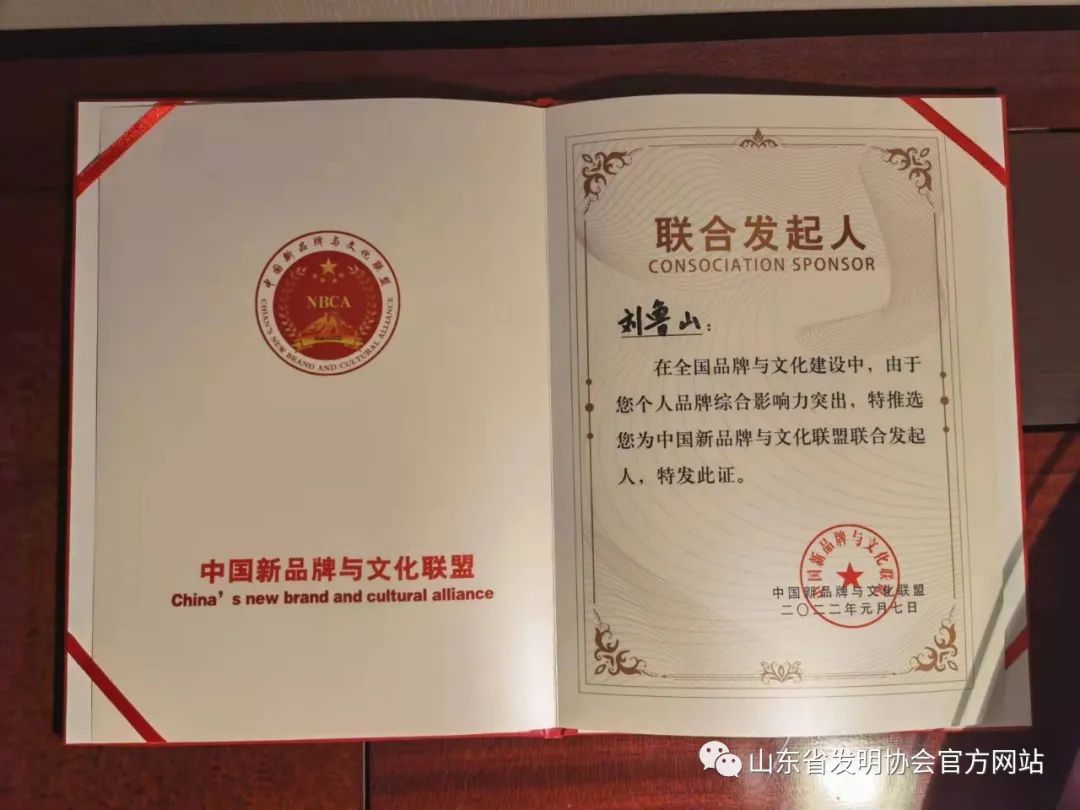 中国新品牌与文化联盟
NBCA
CHIAN'S NEW BRAND AND CULTURAL ALLIANCE
中国新品牌与文化联盟
China's new brand and cultural alliance
联合发起人
CONSOCIATION SPONSOR
刘鲁山:
在全国品牌与文化建设中,由于
您个人品牌综合影响力突出,特推选
您为中国新品牌与文化联盟联合发起
人,特发此证。
中国新品牌与文化联盟
中国新品牌与文化联盟
二〇二二年元月七日
山东省发明协会官方网站